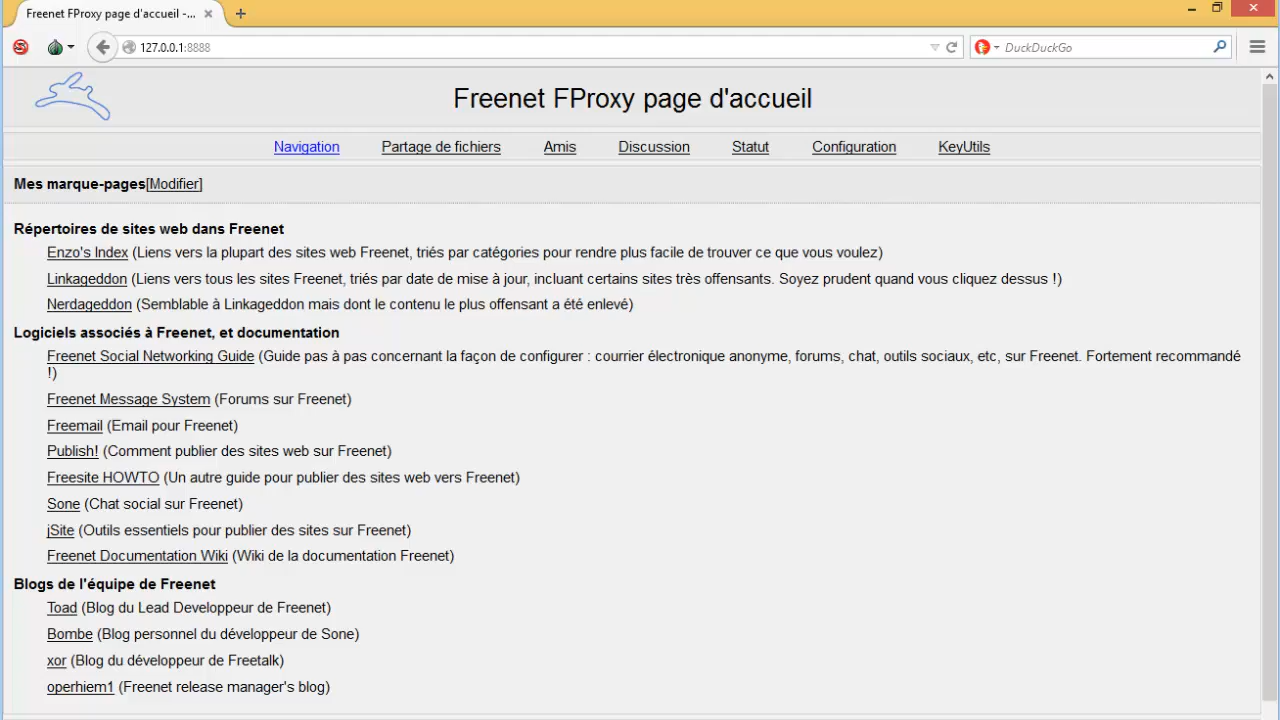 Freenet FProxy page d'accueil -...
127.0.0.1:8888
DuckDuckGo
Freenet FProxy page d'accueil
Navigation Partage de fichiers Amis Discussion Statut Configuration KeyUtils
Mes marque-pages[Modifier]
Répertoires de sites web dans Freenet
Enzo's Index (Liens vers la plupart des sites web Freenet, triés par catégories pour rendre plus facile de trouver ce que vous voulez)
Linkageddon (Liens vers tous les sites Freenet, triés par date de mise à jour, incluant certains sites très offensants. Soyez prudent quand vous cliquez dessus !)
Nerdageddon (Semblable à Linkageddon mais dont le contenu le plus offensant a été enlevé)
Logiciels associés à Freenet, et documentation
Freenet Social Networking Guide (Guide pas à pas concernant la façon de configurer : courrier électronique anonyme, forums, chat, outils sociaux, etc, sur Freenet. Fortement recommandé
!)
Freenet Message System (Forums sur Freenet)
Freemail (Email pour Freenet)
Publish! (Comment publier des sites web sur Freenet)
Freesite HOWTO (Un autre guide pour publier des sites web vers Freenet)
Sone (Chat social sur Freenet)
jSite (Outils essentiels pour publier des sites sur Freenet)
Freenet Documentation Wiki (Wiki de la documentation Freenet)
Blogs de l'équipe de Freenet
Toad (Blog du Lead Developpeur de Freenet)
Bombe (Blog personnel du développeur de Sone)
xor (Blog du développeur de Freetalk)
operhiem1 (Freenet release manager's blog)